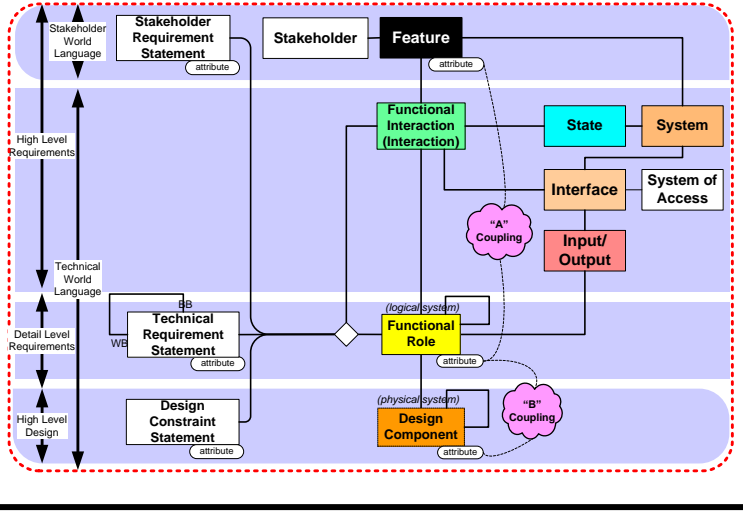 Stakeholder
World
Language
Stakeholder
Requirement
Statement
attribute
Stakeholder
Feature
attribute
High Level
Requirements
Functional
Interaction
(Interaction)
State
System
Interface
System of
Access
“A”
Coupling
Input/
Output
Technical
World
Language
BB
WB
Technical
Requirement
Statement
attribute
(logical system)
Functional
Role
attribute
Detail Level
Requirements
High Level
Design
Design
Constraint
Statement
attribute
(physical system)
Design
Component
attribute
“B”
Coupling